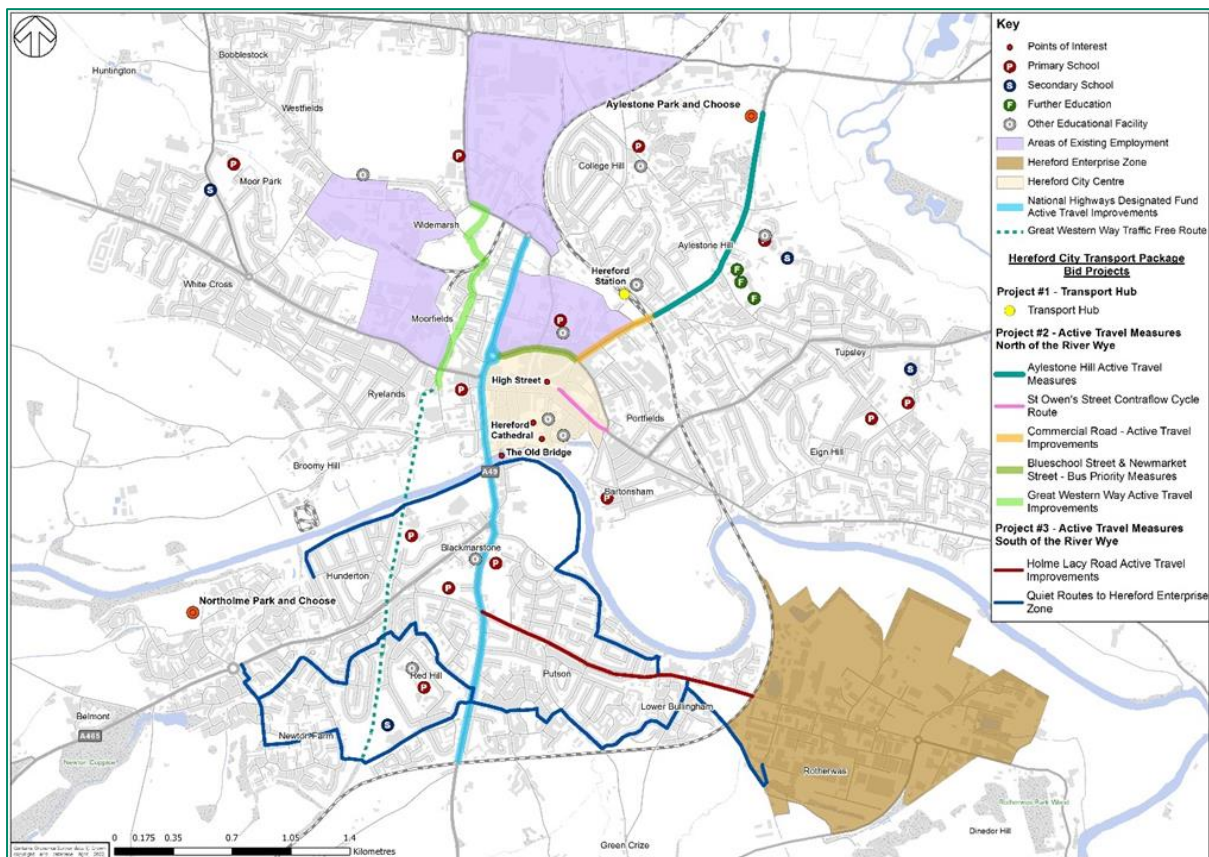 Key
Points of Interest
P
Primary School
S
Secondary School
F
Further Education
Other Educational Facility
Areas of Existing Employment
Hereford Enterprise Zone
Hereford City Centre
National Highways Designated Fund
Active Travel Improvements
Great Western Way Traffic Free Route
Hereford City Transport Package
Bid Projects
Project #1 - Transport Hub
Transport Hub
Project #2 - Active Travel Measures
North of the River Wye
Aylestone Hill Active Travel
Measures
St Owen's Street Contraflow Cycle
Route
Commercial Road - Active Travel
Improvements
Blueschool Street & Newmarket
Street - Bus Priority Measures
Great Western Way Active Travel
Improvements
Project #3 - Active Travel Measures
South of the River Wye
Holme Lacy Road Active Travel
Improvements
Quiet Routes to Hereford Enterprise
Zone
Bobblestock
Huntington
Westfields
Aylestone Park and Choose
College Hill
Moor Park
Widemarsh
Aylestone Hill
Hereford
Station
White Cross
Moorfields
Tupsley
High Street
Ryelands
Portfields
Hereford
Cathedral
The Old Bridge
Eign Hill
Broomy Hill
A49
Bartonsham
Blackmarstone
Hunderton
Northolme Park and Choose
Red Hill
Putson
Lower Bullingham
Belmont
A465
Newton Farm
Newton Coppice
Rotherwas
Rotherwas Park Wood
Dinedor Hill
Green Crize
0 0.175 0.35 0.7 1.05 1.4
Kilometres